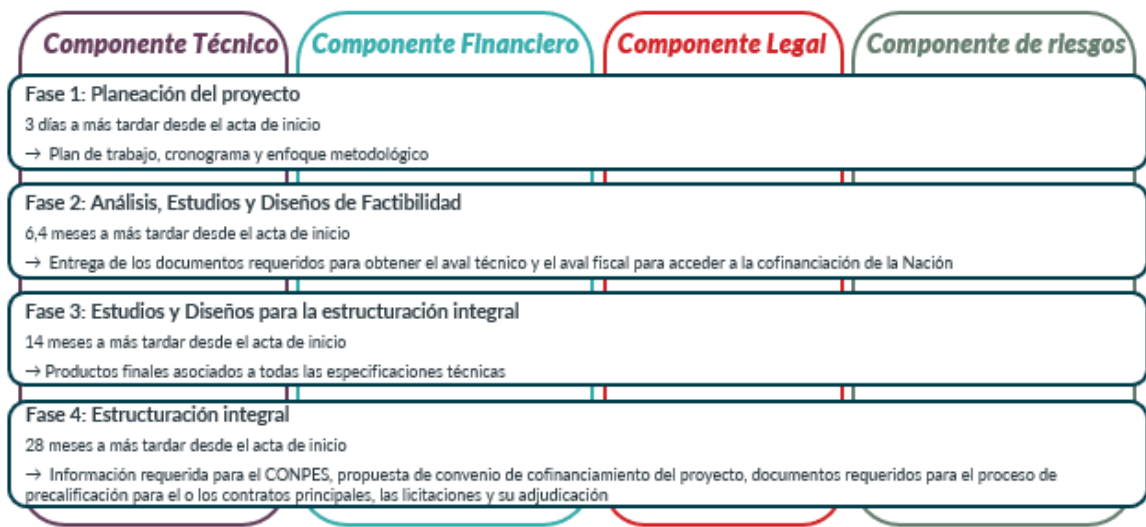 Componente Técnico
Componente Financiero
Componente Legal
Componente de riesgos
Fase 1: Planeación del proyecto
3 días a más tardar desde el acta de inicio
→ Plan de trabajo, cronograma y enfoque metodológico
Fase 2: Análisis, Estudios y Diseños de Factibilidad
6,4 meses a más tardar desde el acta de inicio
→ Entrega de los documentos requeridos para obtener el aval técnico y el aval fiscal para acceder a la cofinanciación de la Nación
Fase 3: Estudios y Diseños para la estructuración integral
14 meses a más tardar desde el acta de inicio
→ Productos finales asociados a todas las especificaciones técnicas
Fase 4: Estructuración integral
28 meses a más tardar desde el acta de inicio
→ Información requerida para el CONPES, propuesta de convenio de cofinanciamiento del proyecto, documentos requeridos para el proceso de
precalificación para el o los contratos principales, las licitaciones y su adjudicación